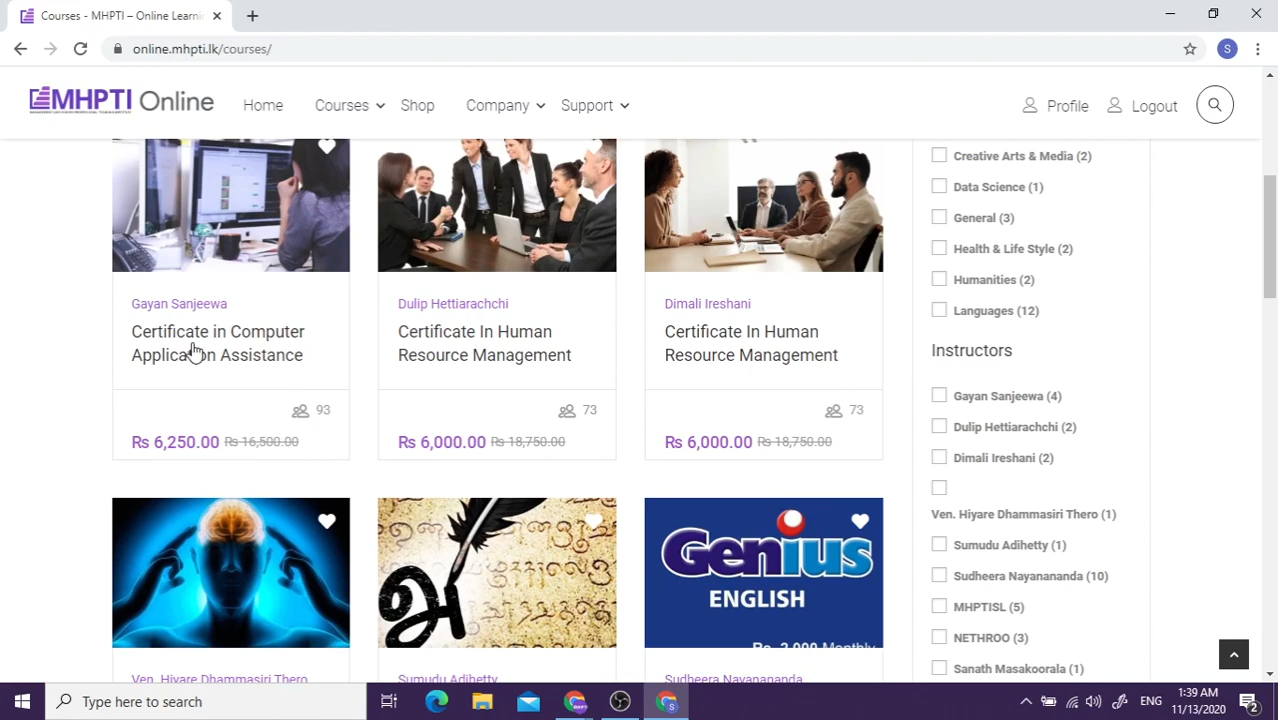 Courses - MHPTI – Online Learni
online.mhpti.lk/courses/
S
MHPTI Online
Home
Courses
Shop
Company
Support
Profile
Logout
Creative Arts & Media (2)
Data Science (1)
General (3)
Health & Life Style (2)
Humanities (2)
Languages (12)
Gayan Sanjeewa
Certificate in Computer
Application Assistance
93
Rs 6,250.00 Rs 16,500.00
Dulip Hettiarachchi
Certificate In Human
Resource Management
73
Rs 6,000.00 Rs 18,750.00
Dimali Ireshani
Certificate In Human
Resource Management
73
Rs 6,000.00 Rs 18,750.00
Instructors
Gayan Sanjeewa (4)
Dulip Hettiarachchi (2)
Dimali Ireshani (2)
Ven. Hiyare Dhammasiri Thero (1)
Sumudu Adihetty (1)
Sudheera Nayanananda (10)
MHPTISL (5)
NETHROO (3)
Sanath Masakoorala (1)
அ
Genius
ENGLISH
Rs. 2,000 Monthly
Ven. Hiyare Dhammasiri Thero
Sumudu Adihetty
Sudheera Nayanananda
Type here to search
ENG
1:39 AM
11/13/2020
2